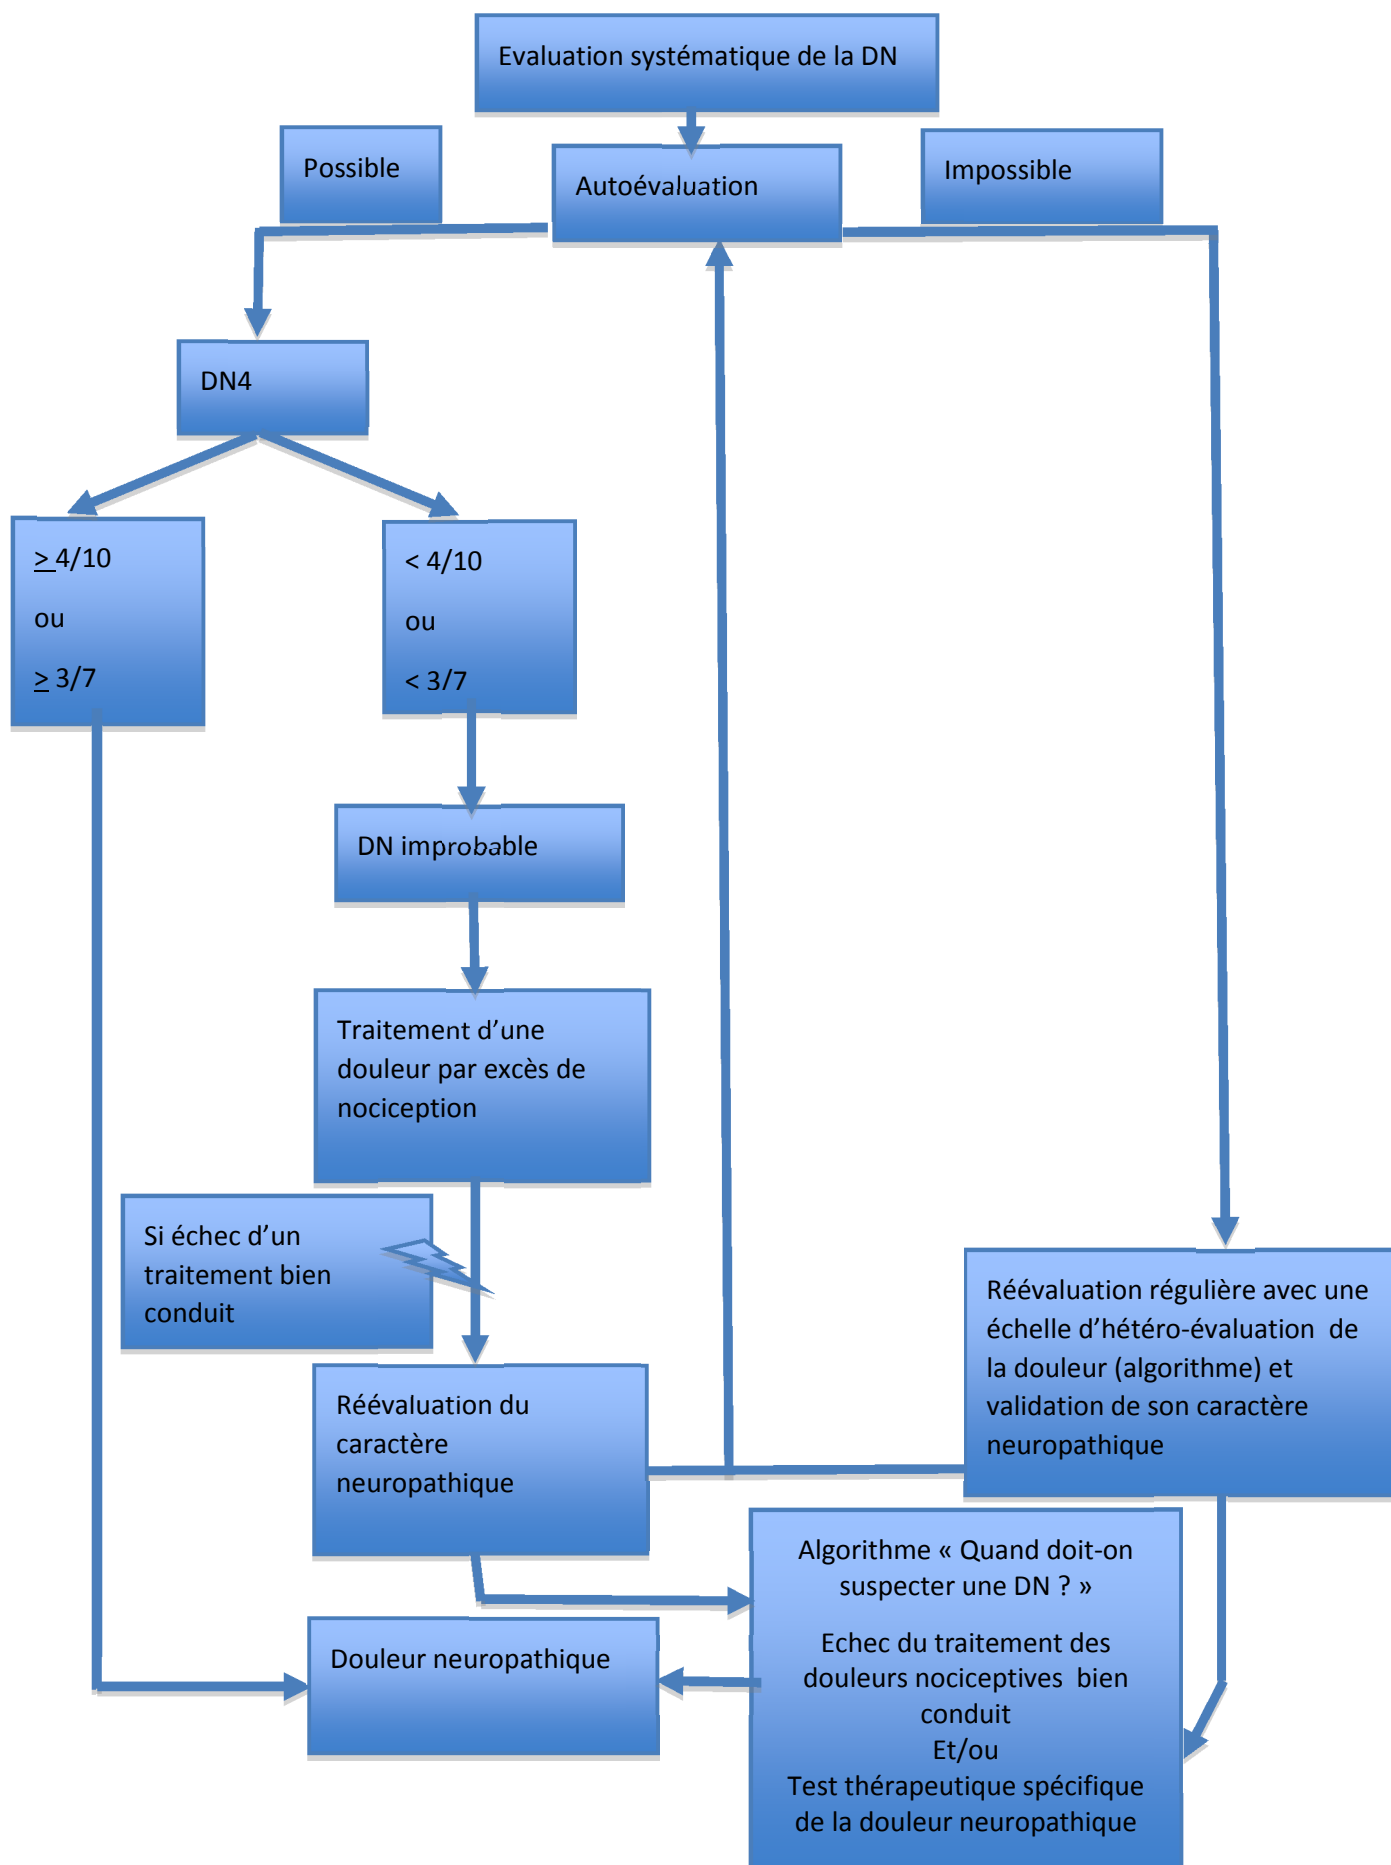 Evaluation systématique de la DN
Possible
Autoévaluation
Impossible
DN4
≥ 4/10
ou
≥ 3/7
< 4/10
ou
< 3/7
DN improbable
Traitement d’une
douleur par excès de
nociception
Si échec d’un
traitement bien
conduit
Réévaluation régulière avec une
échelle d’hétéro-évaluation de
la douleur (algorithme) et
validation de son caractère
neuropathique
Réévaluation du
caractère
neuropathique
Algorithme « Quand doit-on
suspecter une DN ? »
Echec du traitement des
douleurs nociceptives bien
conduit
Et/ou
Test thérapeutique spécifique
de la douleur neuropathique
Douleur neuropathique